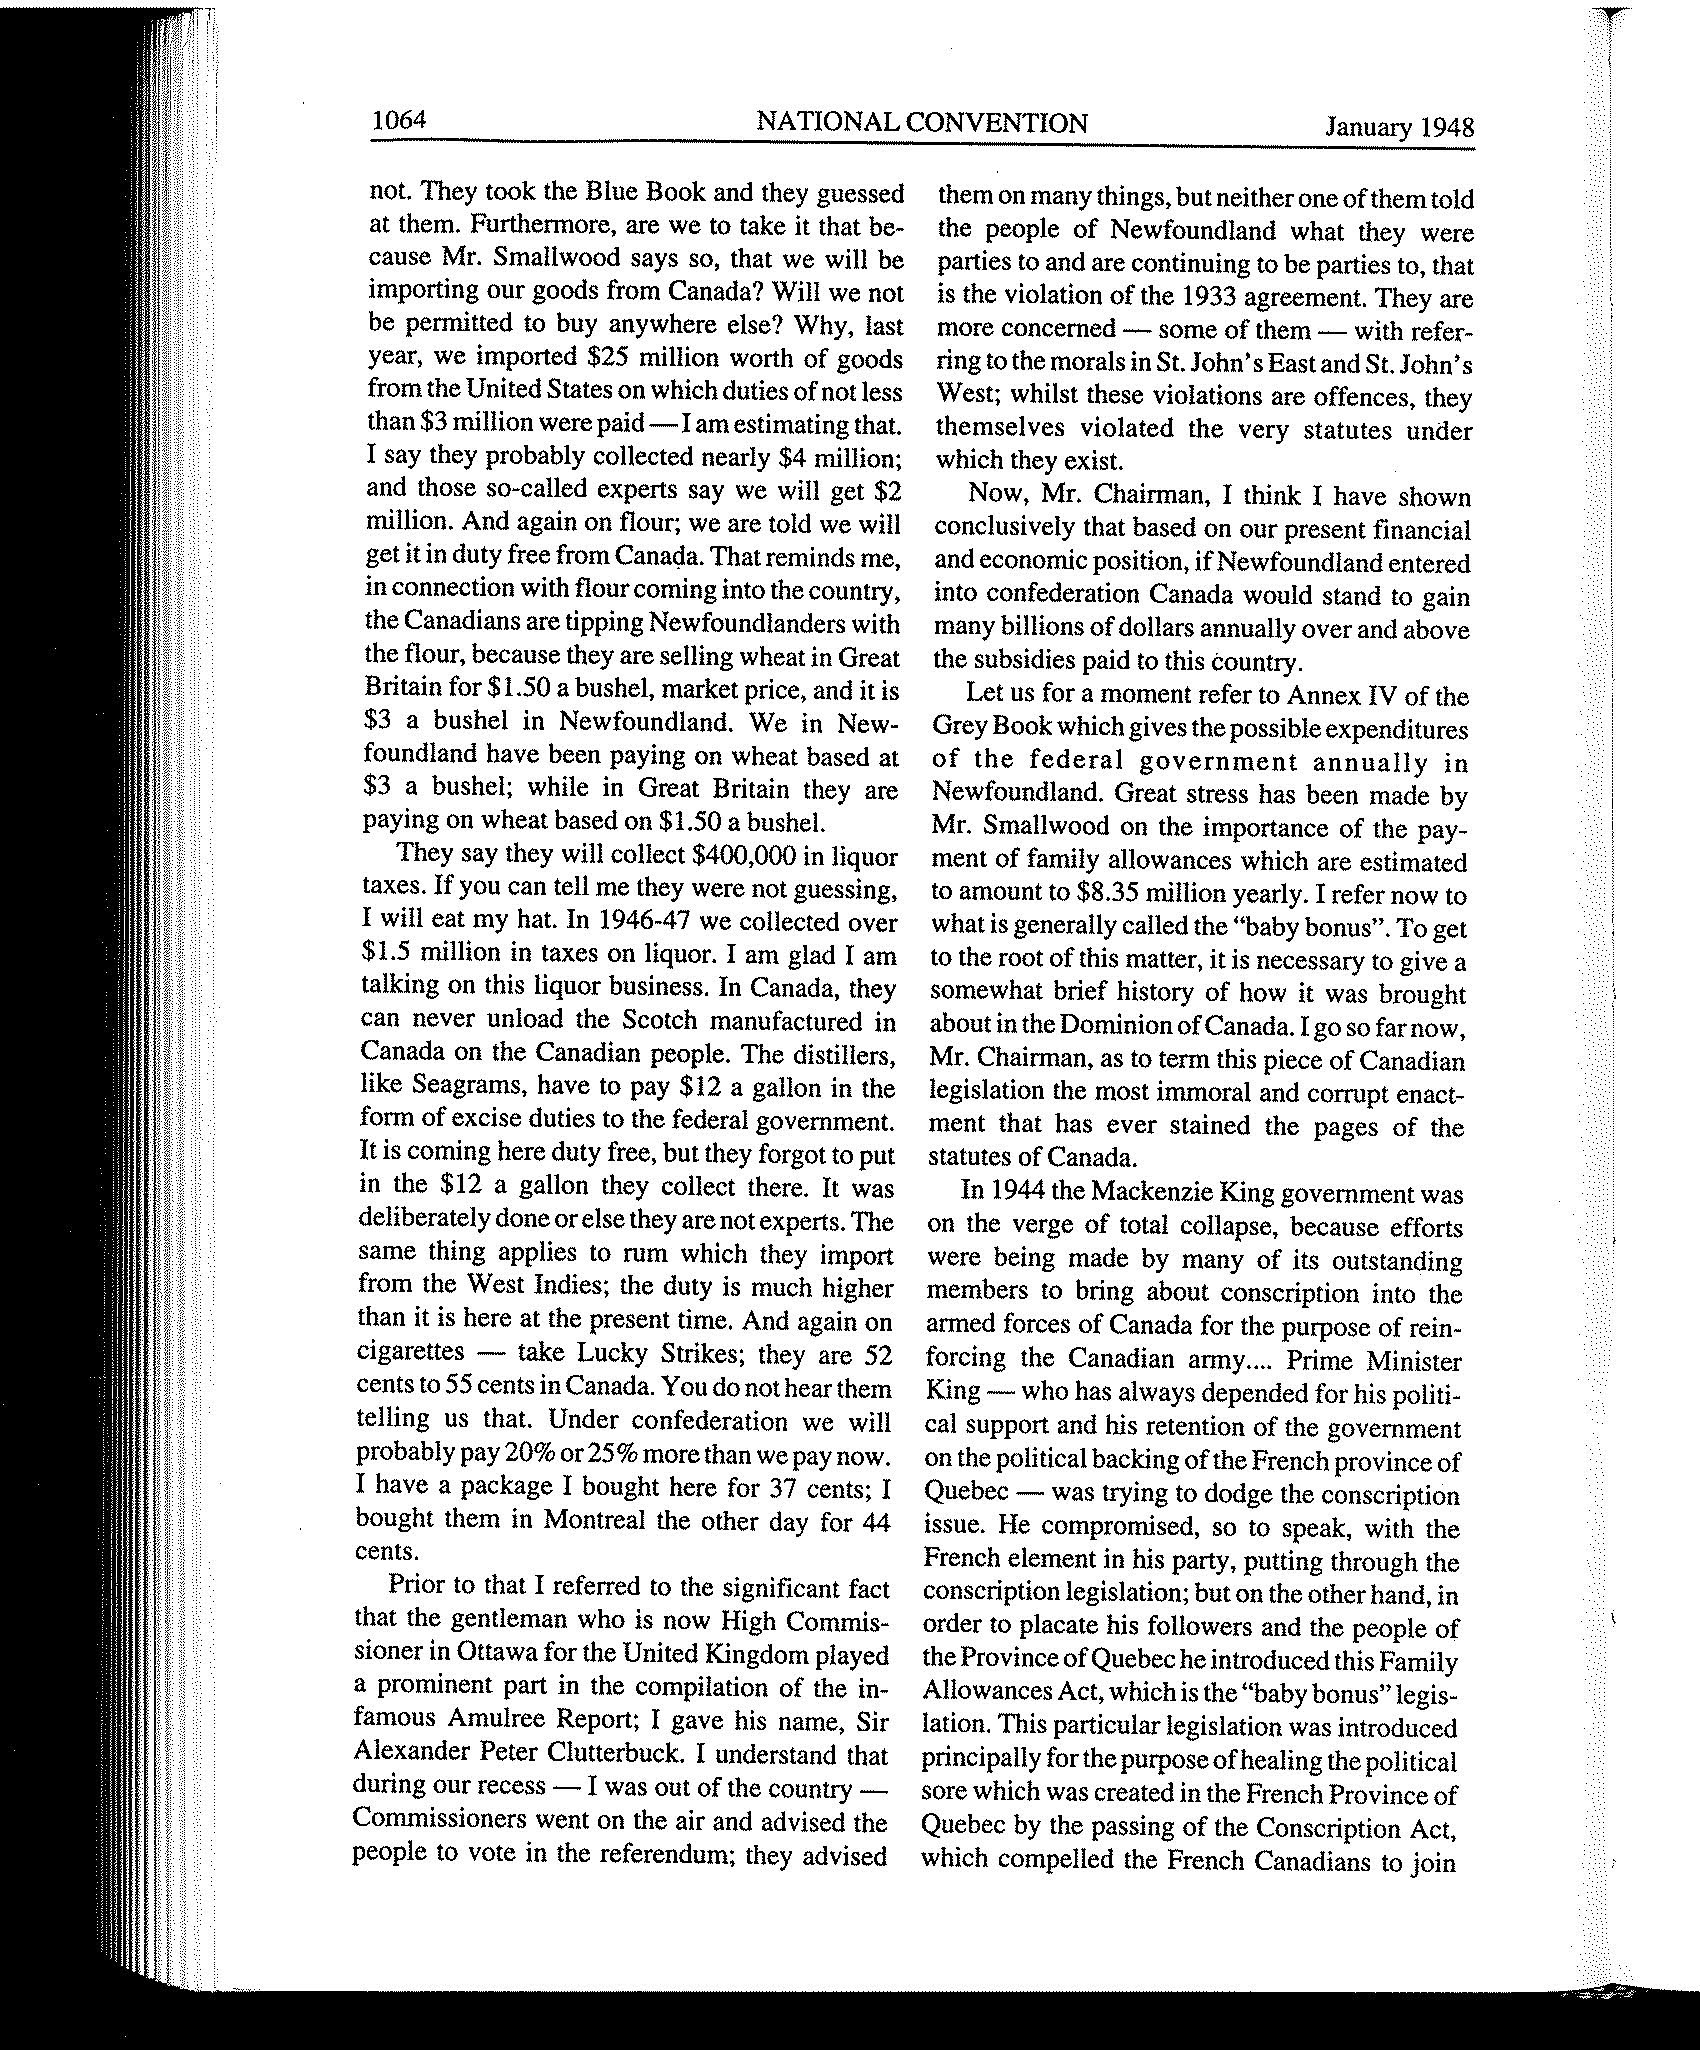 1064 NATIONAL CONVENTION January 1948
not. They took the Blue Book and they guessed
at them. Furthermore, are we to take it that be-
cause Mr. Smallwood says so, that we will be
importing our goods from Canada? Will we not
be permitted to buy anywhere else? Why, last
year, we imported $25 million worth of goods
from the United States on which duties of not less
than $3 million were paid — I am estimating that.
I say they probably collected nearly $4 million;
and those so-called experts say we will get $2
million. And again on flour; we are told we will
get it in duty free from Canada. That reminds me,
in connection with flour coming into the country,
the Canadians are tipping Newfoundlanders with
the flour, because they are selling wheat in Great
Britain for $1.50 a bushel, market price, and it is
$3 a bushel in Newfoundland. We in New-
foundland have been paying on wheat based at
$3 a bushel; while in Great Britain they are
paying on wheat based on $1.50 a bushel.
They say they will collect $400,000 in liquor
taxes. If you can tell me they were not guessing,
I will eat my hat. In 1946-47 we collected over
$1.5 million in taxes on liquor. I am glad I am
talking on this liquor business. In Canada, they
can never unload the Scotch manufactured in
Canada on the Canadian people. The distillers,
like Seagrams, have to pay $12 a gallon in the
form of excise duties to the federal government.
It is coming here duty free, but they forgot to put
in the $12 a gallon they collect there. It was
deliberately done or else they are not experts. The
same thing applies to rum which they import
from the West Indies; the duty is much higher
than it is here at the present time. And again on
cigarettes — take Lucky Strikes; they are 52
cents to 55 cents in Canada. You do not hear them
telling us that. Under confederation we will
probably pay 20% or 25% more than we pay now.
I have a package I bought here for 37 cents; I
bought them in Montreal the other day for 44
cents.
Prior to that I referred to the significant fact
that the gentleman who is now High Commis-
sioner in Ottawa for the United Kingdom played
a prominent part in the compilation of the in-
famous Amulree Report; I gave his name, Sir
Alexander Peter Clutterbuck. I understand that
during our recess — I was out of the country —
Commissioners went on the air and advised the
people to vote in the referendum; they advised
them on many things, but neither one of them told
the people of Newfoundland what they were
parties to and are continuing to be parties to, that
is the violation of the 1933 agreement. They are
more concerned — some of them — with refer-
ring to the morals in St. John's East and St. John's
West; whilst these violations are offences, they
themselves violated the very statutes under
which they exist.
Now, Mr. Chairman, I think I have shown
conclusively that based on our present financial
and economic position, if Newfoundland entered
into confederation Canada would stand to gain
many billions of dollars annually over and above
the subsidies paid to this country.
Let us for a moment refer to Annex IV of the
Grey Book which gives the possible expenditures
of the federal government annually in
Newfoundland. Great stress has been made by
Mr. Smallwood on the importance of the pay-
ment of family allowances which are estimated
to amount to $8.35 million yearly. I refer now to
what is generally called the "baby bonus". To get
to the root of this matter, it is necessary to give a
somewhat brief history of how it was brought
about in the Dominion of Canada. I go so far now,
Mr. Chairman, as to term this piece of Canadian
legislation the most immoral and corrupt enact-
ment that has ever stained the pages of the
statutes of Canada.
In 1944 the Mackenzie King government was
on the verge of total collapse, because efforts
were being made by many of its outstanding
members to bring about conscription into the
armed forces of Canada for the purpose of rein-
forcing the Canadian army.... Prime Minister
King — who has always depended for his politi-
cal support and his retention of the government
on the political backing of the French province of
Quebec — was trying to dodge the conscription
issue. He compromised, so to speak, with the
French element in his party, putting through the
conscription legislation; but on the other hand, in
order to placate his followers and the people of
the Province of Quebec he introduced this Family
Allowances Act, which is the "baby bonus" legis-
lation. This particular legislation was introduced
principally for the purpose of healing the political
sore which was created in the French Province of
Quebec by the passing of the Conscription Act,
which compelled the French Canadians to join